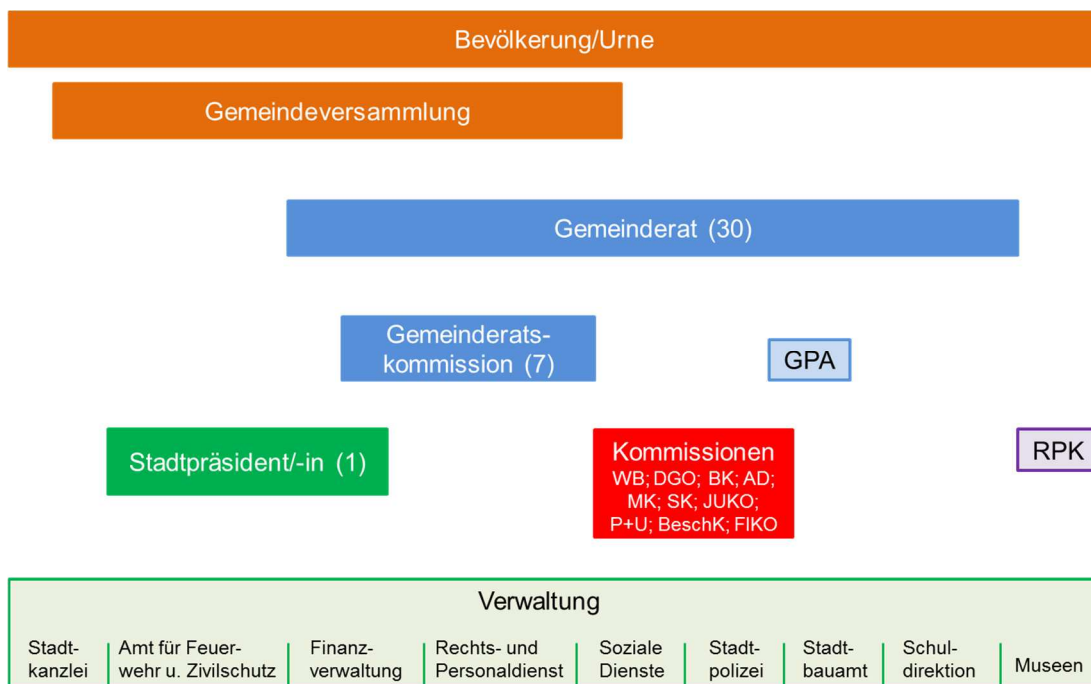 Bevölkerung/Urne
Gemeindeversammlung
Gemeinderat (30)
Gemeinderats-
kommission (7)
GPA
Stadtpräsident/-in (1)
Kommissionen
WB; DGO; BK; AD;
MK; SK; JUKO;
P+U; BeschK; FIKO
RPK
Verwaltung
Stadt-
kanzlei
Amt für Feuer-
wehr u. Zivilschutz
Finanz-
verwaltung
Rechts- und
Personaldienst
Soziale
Dienste
Stadt-
polizei
Stadt-
bauamt
Schul-
direktion
Museen